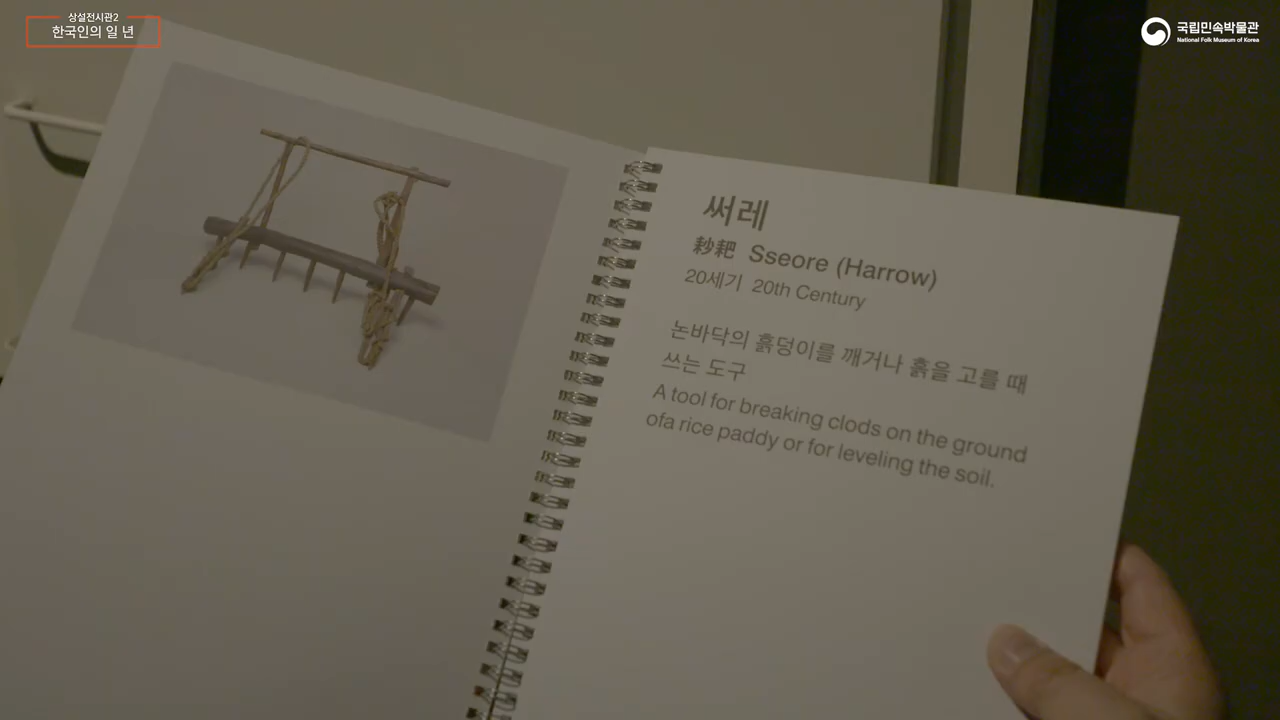 상설전시관2
한국인의 일 년
국립민속박물관
National Folk Museum of Korea
써레
耖耙 Sseore (Harrow)
20세기 20th Century
논바닥의 흙덩이를 깨거나 흙을 고를 때
쓰는 도구
A tool for breaking clods on the ground
ofa rice paddy or for leveling the soil.